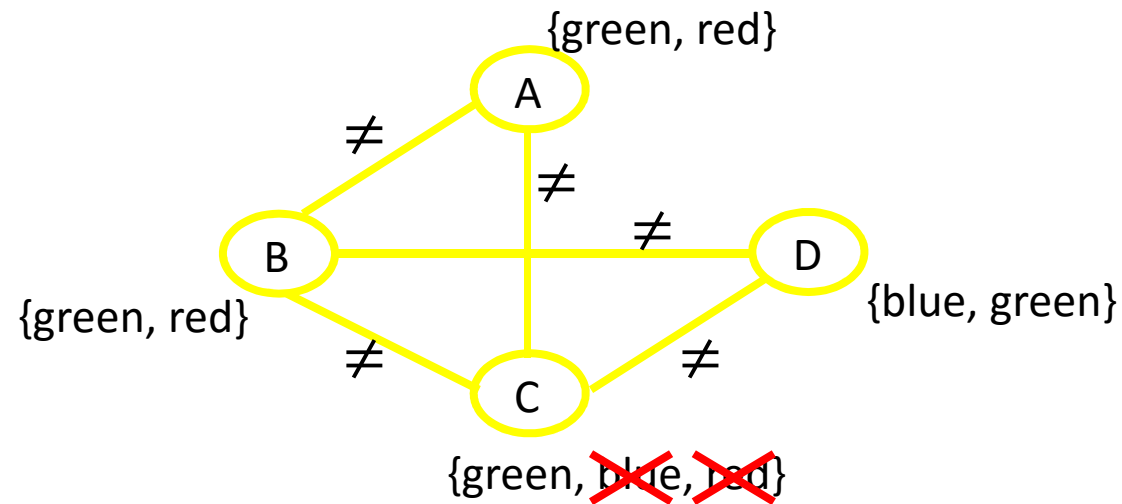 {green, red}
A
≠
≠
≠
B
D
{green, red}
{blue, green}
≠
≠
C
{green, blue, red}